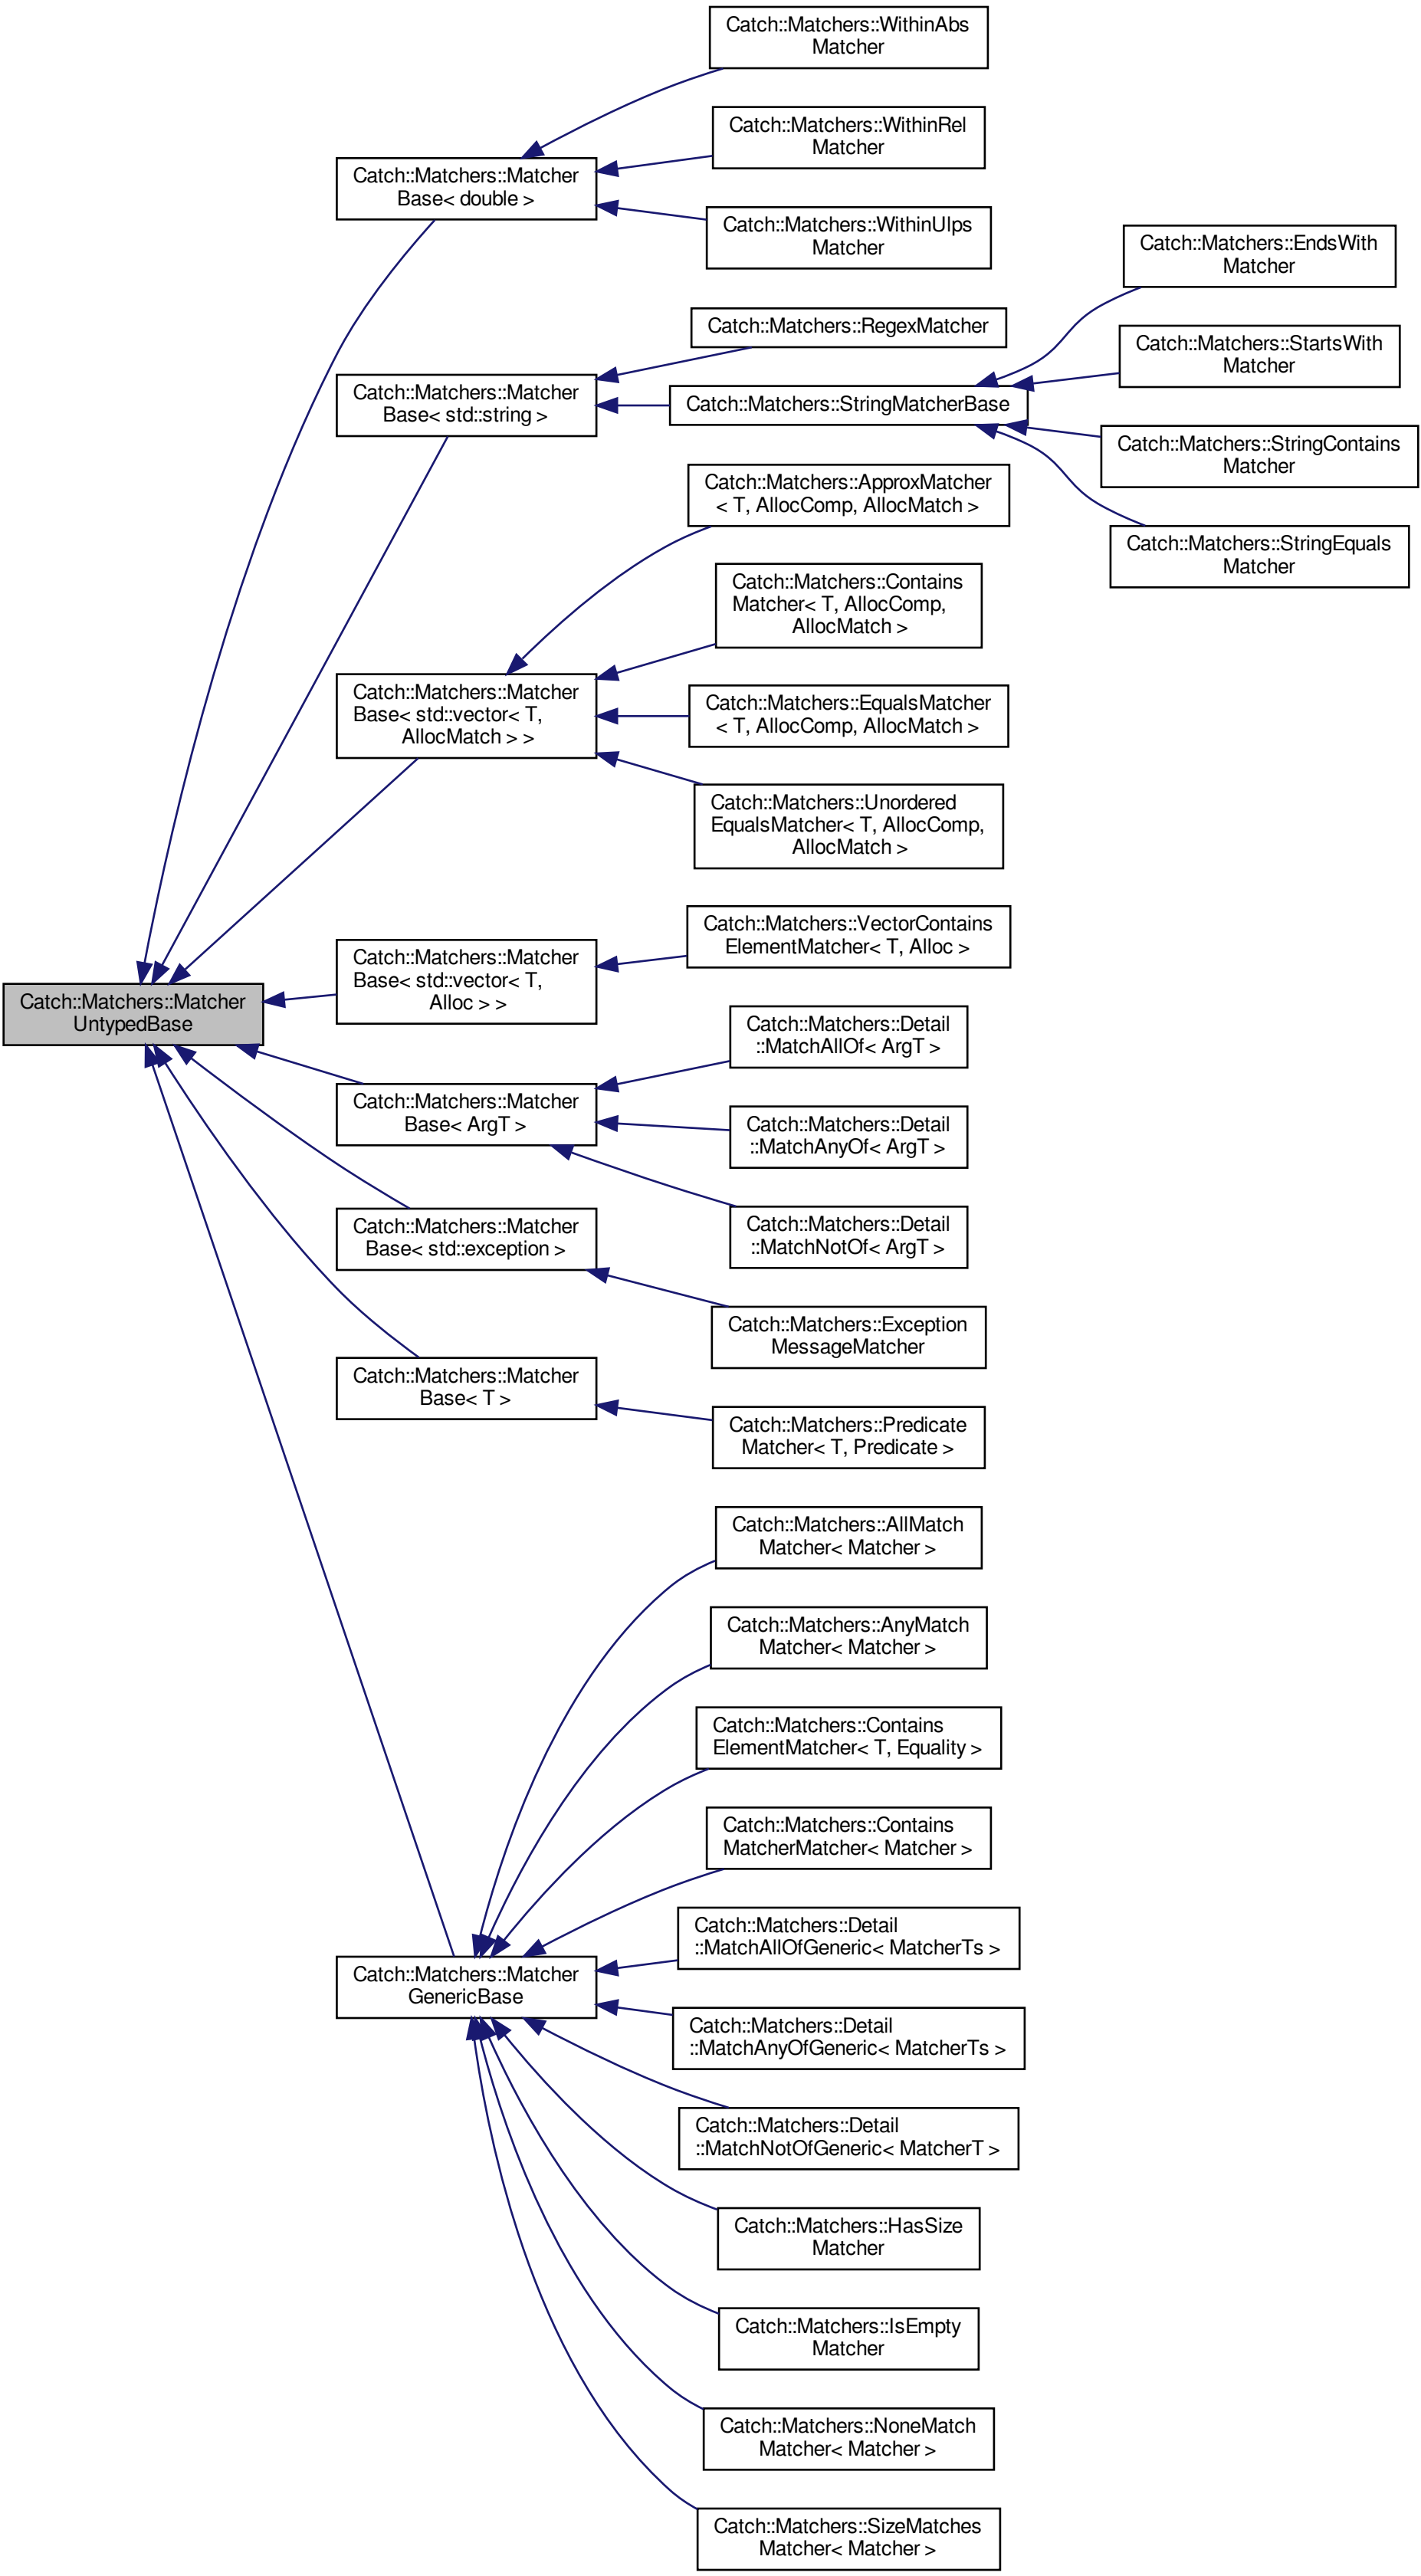 Catch::Matchers::WithinAbs
Matcher
Catch::Matchers::WithinRel
Matcher
Catch::Matchers::Matcher
Base< double >
Catch::Matchers::WithinUlps
Matcher
Catch::Matchers::EndsWith
Matcher
Catch::Matchers::RegexMatcher
Catch::Matchers::StartsWith
Matcher
Catch::Matchers::Matcher
Base< std::string >
Catch::Matchers::StringMatcherBase
Catch::Matchers::StringContains
Matcher
Catch::Matchers::ApproxMatcher
< T, AllocComp, AllocMatch >
Catch::Matchers::StringEquals
Matcher
Catch::Matchers::Contains
Matcher< T, AllocComp,
AllocMatch >
Catch::Matchers::Matcher
Base< std::vector< T,
AllocMatch > >
Catch::Matchers::EqualsMatcher
< T, AllocComp, AllocMatch >
Catch::Matchers::Unordered
EqualsMatcher< T, AllocComp,
AllocMatch >
Catch::Matchers::VectorContains
ElementMatcher< T, Alloc >
Catch::Matchers::Matcher
Base< std::vector< T,
Alloc > >
Catch::Matchers::Matcher
UntypedBase
Catch::Matchers::Detail
::MatchAllOf< ArgT >
Catch::Matchers::Matcher
Base< ArgT >
Catch::Matchers::Detail
::MatchAnyOf< ArgT >
Catch::Matchers::Detail
::MatchNotOf< ArgT >
Catch::Matchers::Matcher
Base< std::exception >
Catch::Matchers::Exception
MessageMatcher
Catch::Matchers::Matcher
Base< T >
Catch::Matchers::Predicate
Matcher< T, Predicate >
Catch::Matchers::AllMatch
Matcher< Matcher >
Catch::Matchers::AnyMatch
Matcher< Matcher >
Catch::Matchers::Contains
ElementMatcher< T, Equality >
Catch::Matchers::Contains
MatcherMatcher< Matcher >
Catch::Matchers::Detail
::MatchAllOfGeneric< MatcherTs >
Catch::Matchers::Matcher
GenericBase
Catch::Matchers::Detail
::MatchAnyOfGeneric< MatcherTs >
Catch::Matchers::Detail
::MatchNotOfGeneric< MatcherT >
Catch::Matchers::HasSize
Matcher
Catch::Matchers::IsEmpty
Matcher
Catch::Matchers::NoneMatch
Matcher< Matcher >
Catch::Matchers::SizeMatches
Matcher< Matcher >